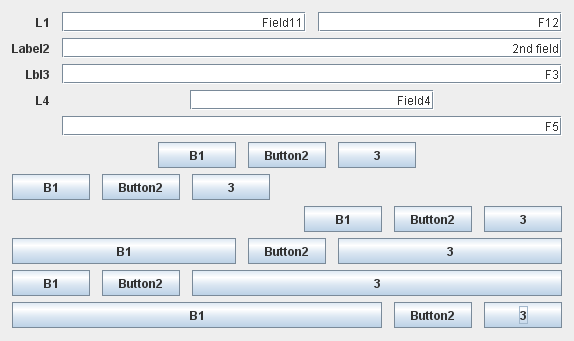 L1 Field11 F12
Label2 2nd field
Lbl3 F3
L4 Field4
F5
B1 Button2 3
B1 Button2 3
B1 Button2 3
B1 Button2 3
B1 Button2 3
B1 Button2 3